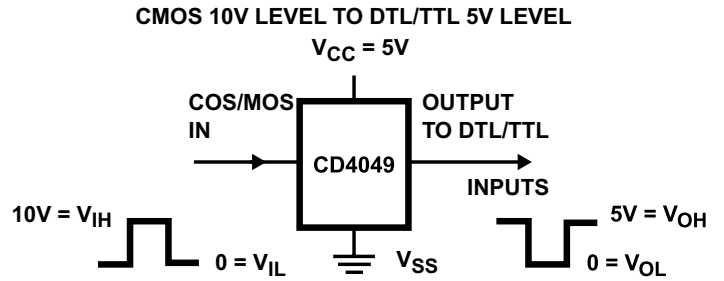 CMOS 10V LEVEL TO DTL/TTL 5V LEVEL
VCC = 5V
COS/MOS
IN
OUTPUT
TO DTL/TTL
CD4049
INPUTS
10V = VIH
0 = VIL
VSS
5V = VOH
0 = VOL